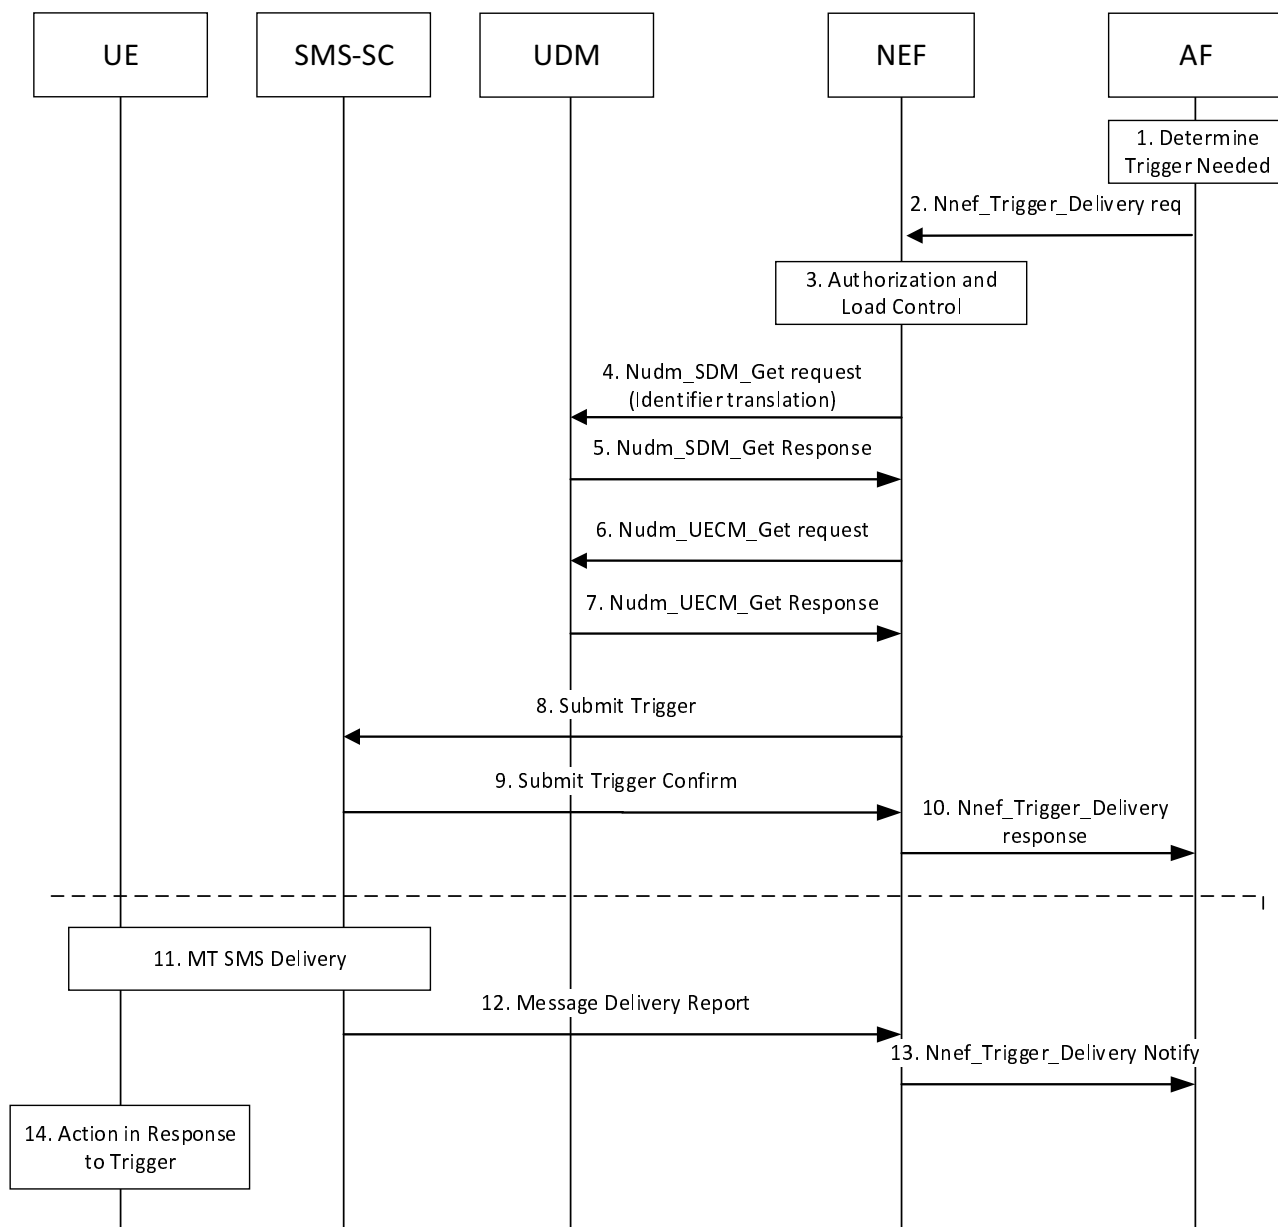 UE
SMS-SC
UDM
NEF
AF
1. Determine
Trigger Needed
2. Nnef_Trigger_Delivery req
3. Authorization and
Load Control
4. Nudm_SDM_Get request
(Identifier translation)
5. Nudm_SDM_Get Response
6. Nudm_UECM_Get request
7. Nudm_UECM_Get Response
8. Submit Trigger
9. Submit Trigger Confirm
10. Nnef_Trigger_Delivery
response
11. MT SMS Delivery
12. Message Delivery Report
13. Nnef_Trigger_Delivery Notify
14. Action in Response
to Trigger